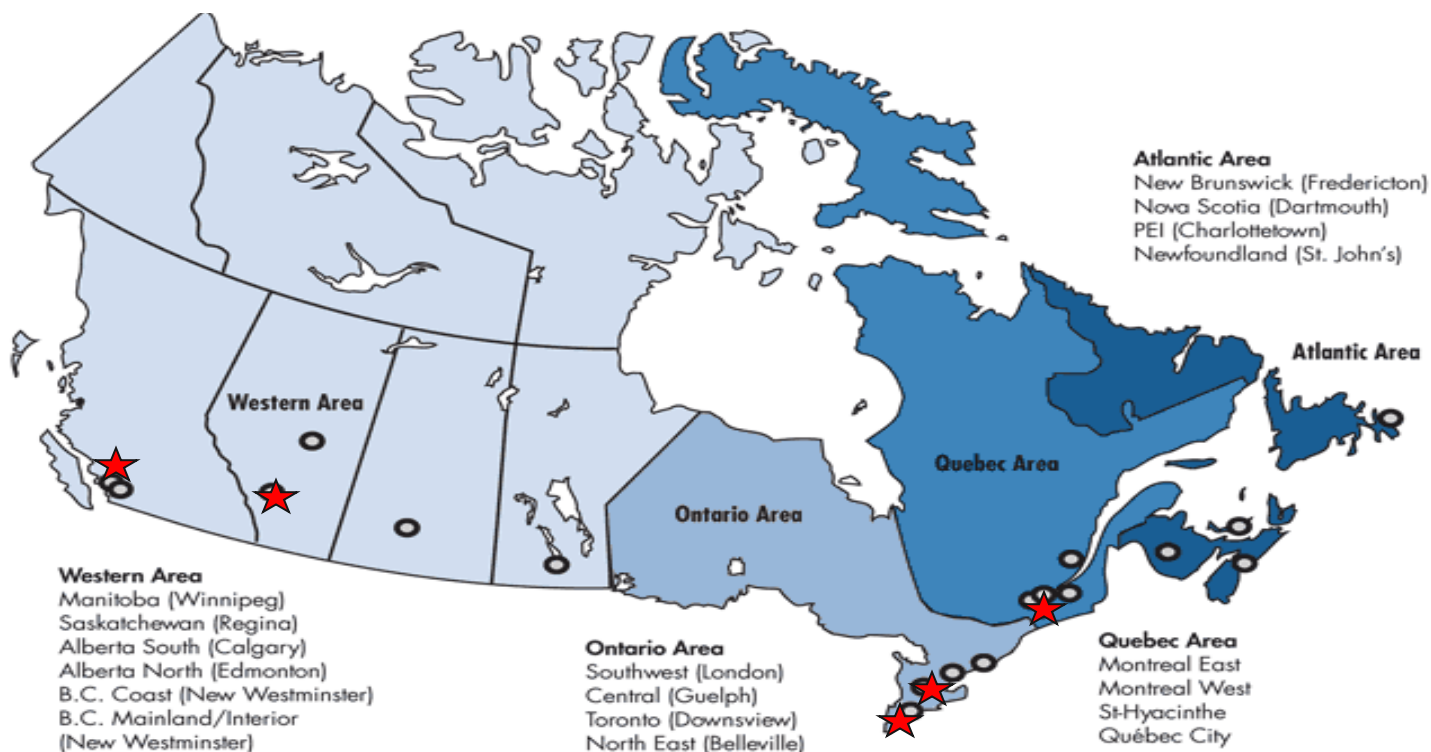 Atlantic Area
New Brunswick (Fredericton)
Nova Scotia (Dartmouth)
PEI (Charlottetown)
Newfoundland (St. John's)
Atlantic Area
Western Area
Quebec Area
Ontario Area
Western Area
Manitoba (Winnipeg)
Saskatchewan (Regina)
Alberta South (Calgary)
Alberta North (Edmonton)
B.C. Coast (New Westminster)
B.C. Mainland/Interior
(New Westminster)
Ontario Area
Southwest (London)
Central (Guelph)
Toronto (Downsview)
North East (Belleville)
Quebec Area
Montreal East
Montreal West
St-Hyacinthe
Québec City